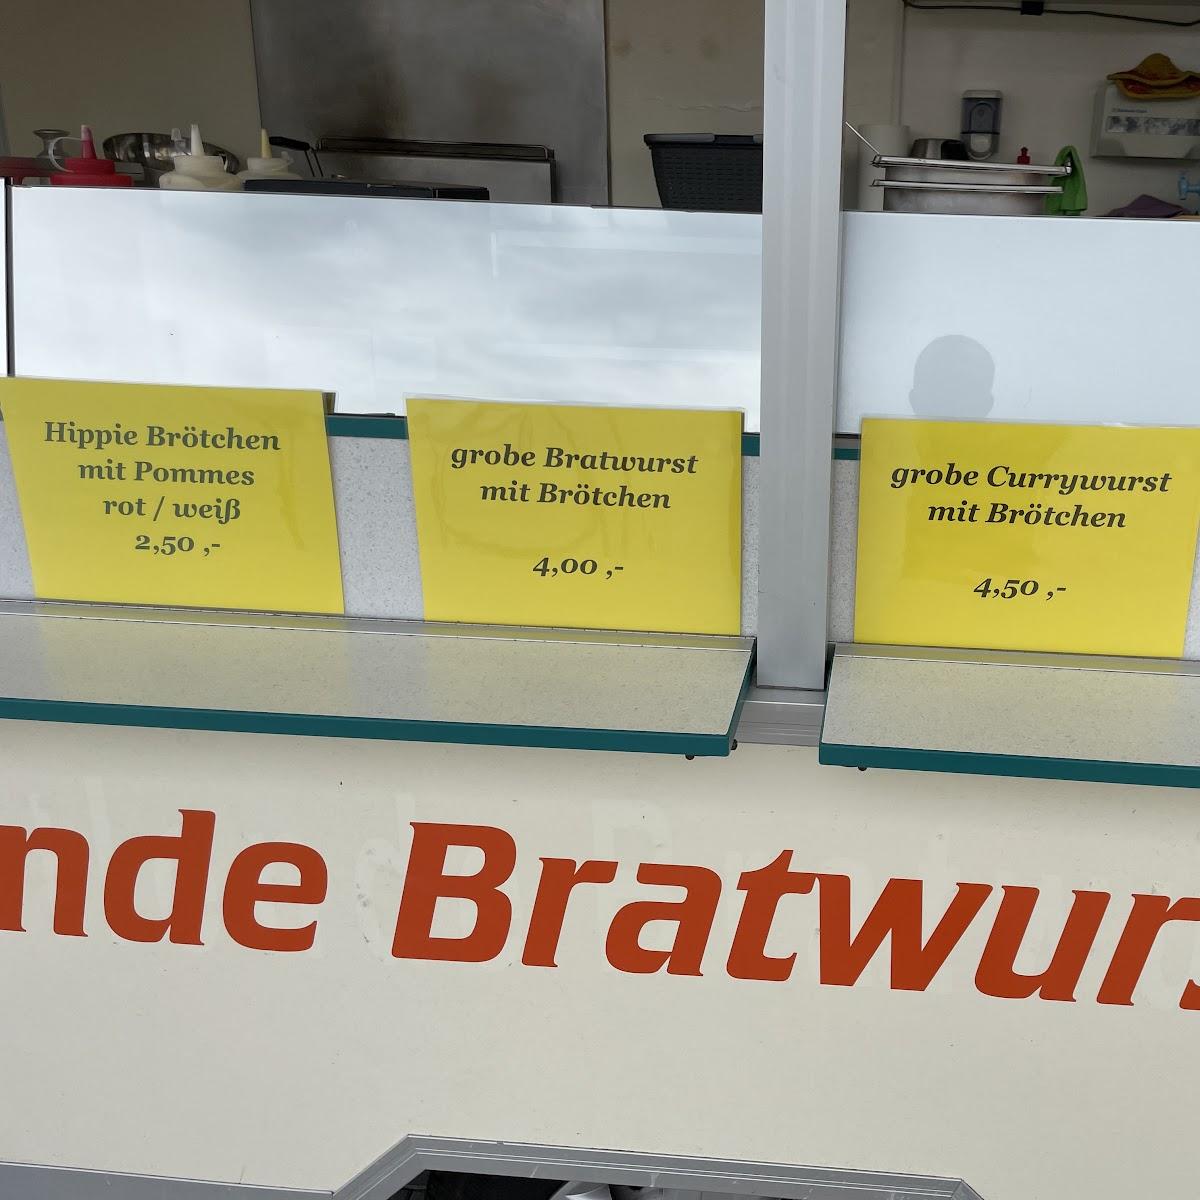 Hippie Brötchen
mit Pommes
rot / weiß
2,50 ,-
grobe Bratwurst
mit Brötchen
4,00 ,-
grobe Currywurst
mit Brötchen
4,50 ,-
nde Bratwurs